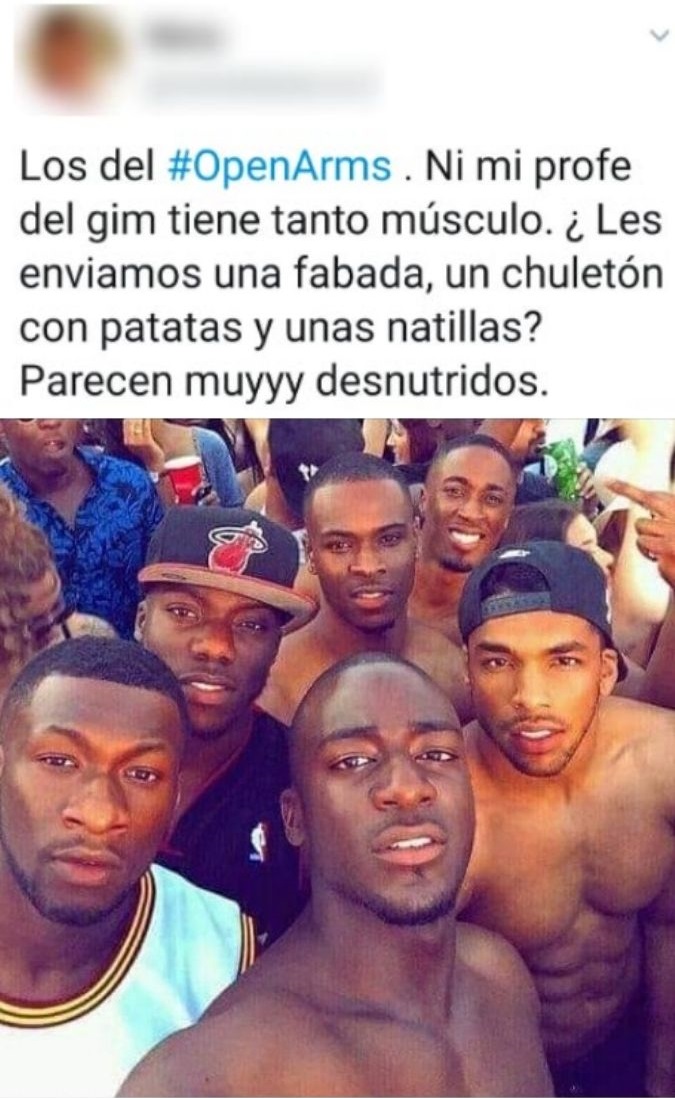 Los del #OpenArms . Ni mi profe
del gim tiene tanto músculo. ¿ Les
enviamos una fabada, un chuletón
con patatas y unas natillas?
Parecen muyyy desnutridos.